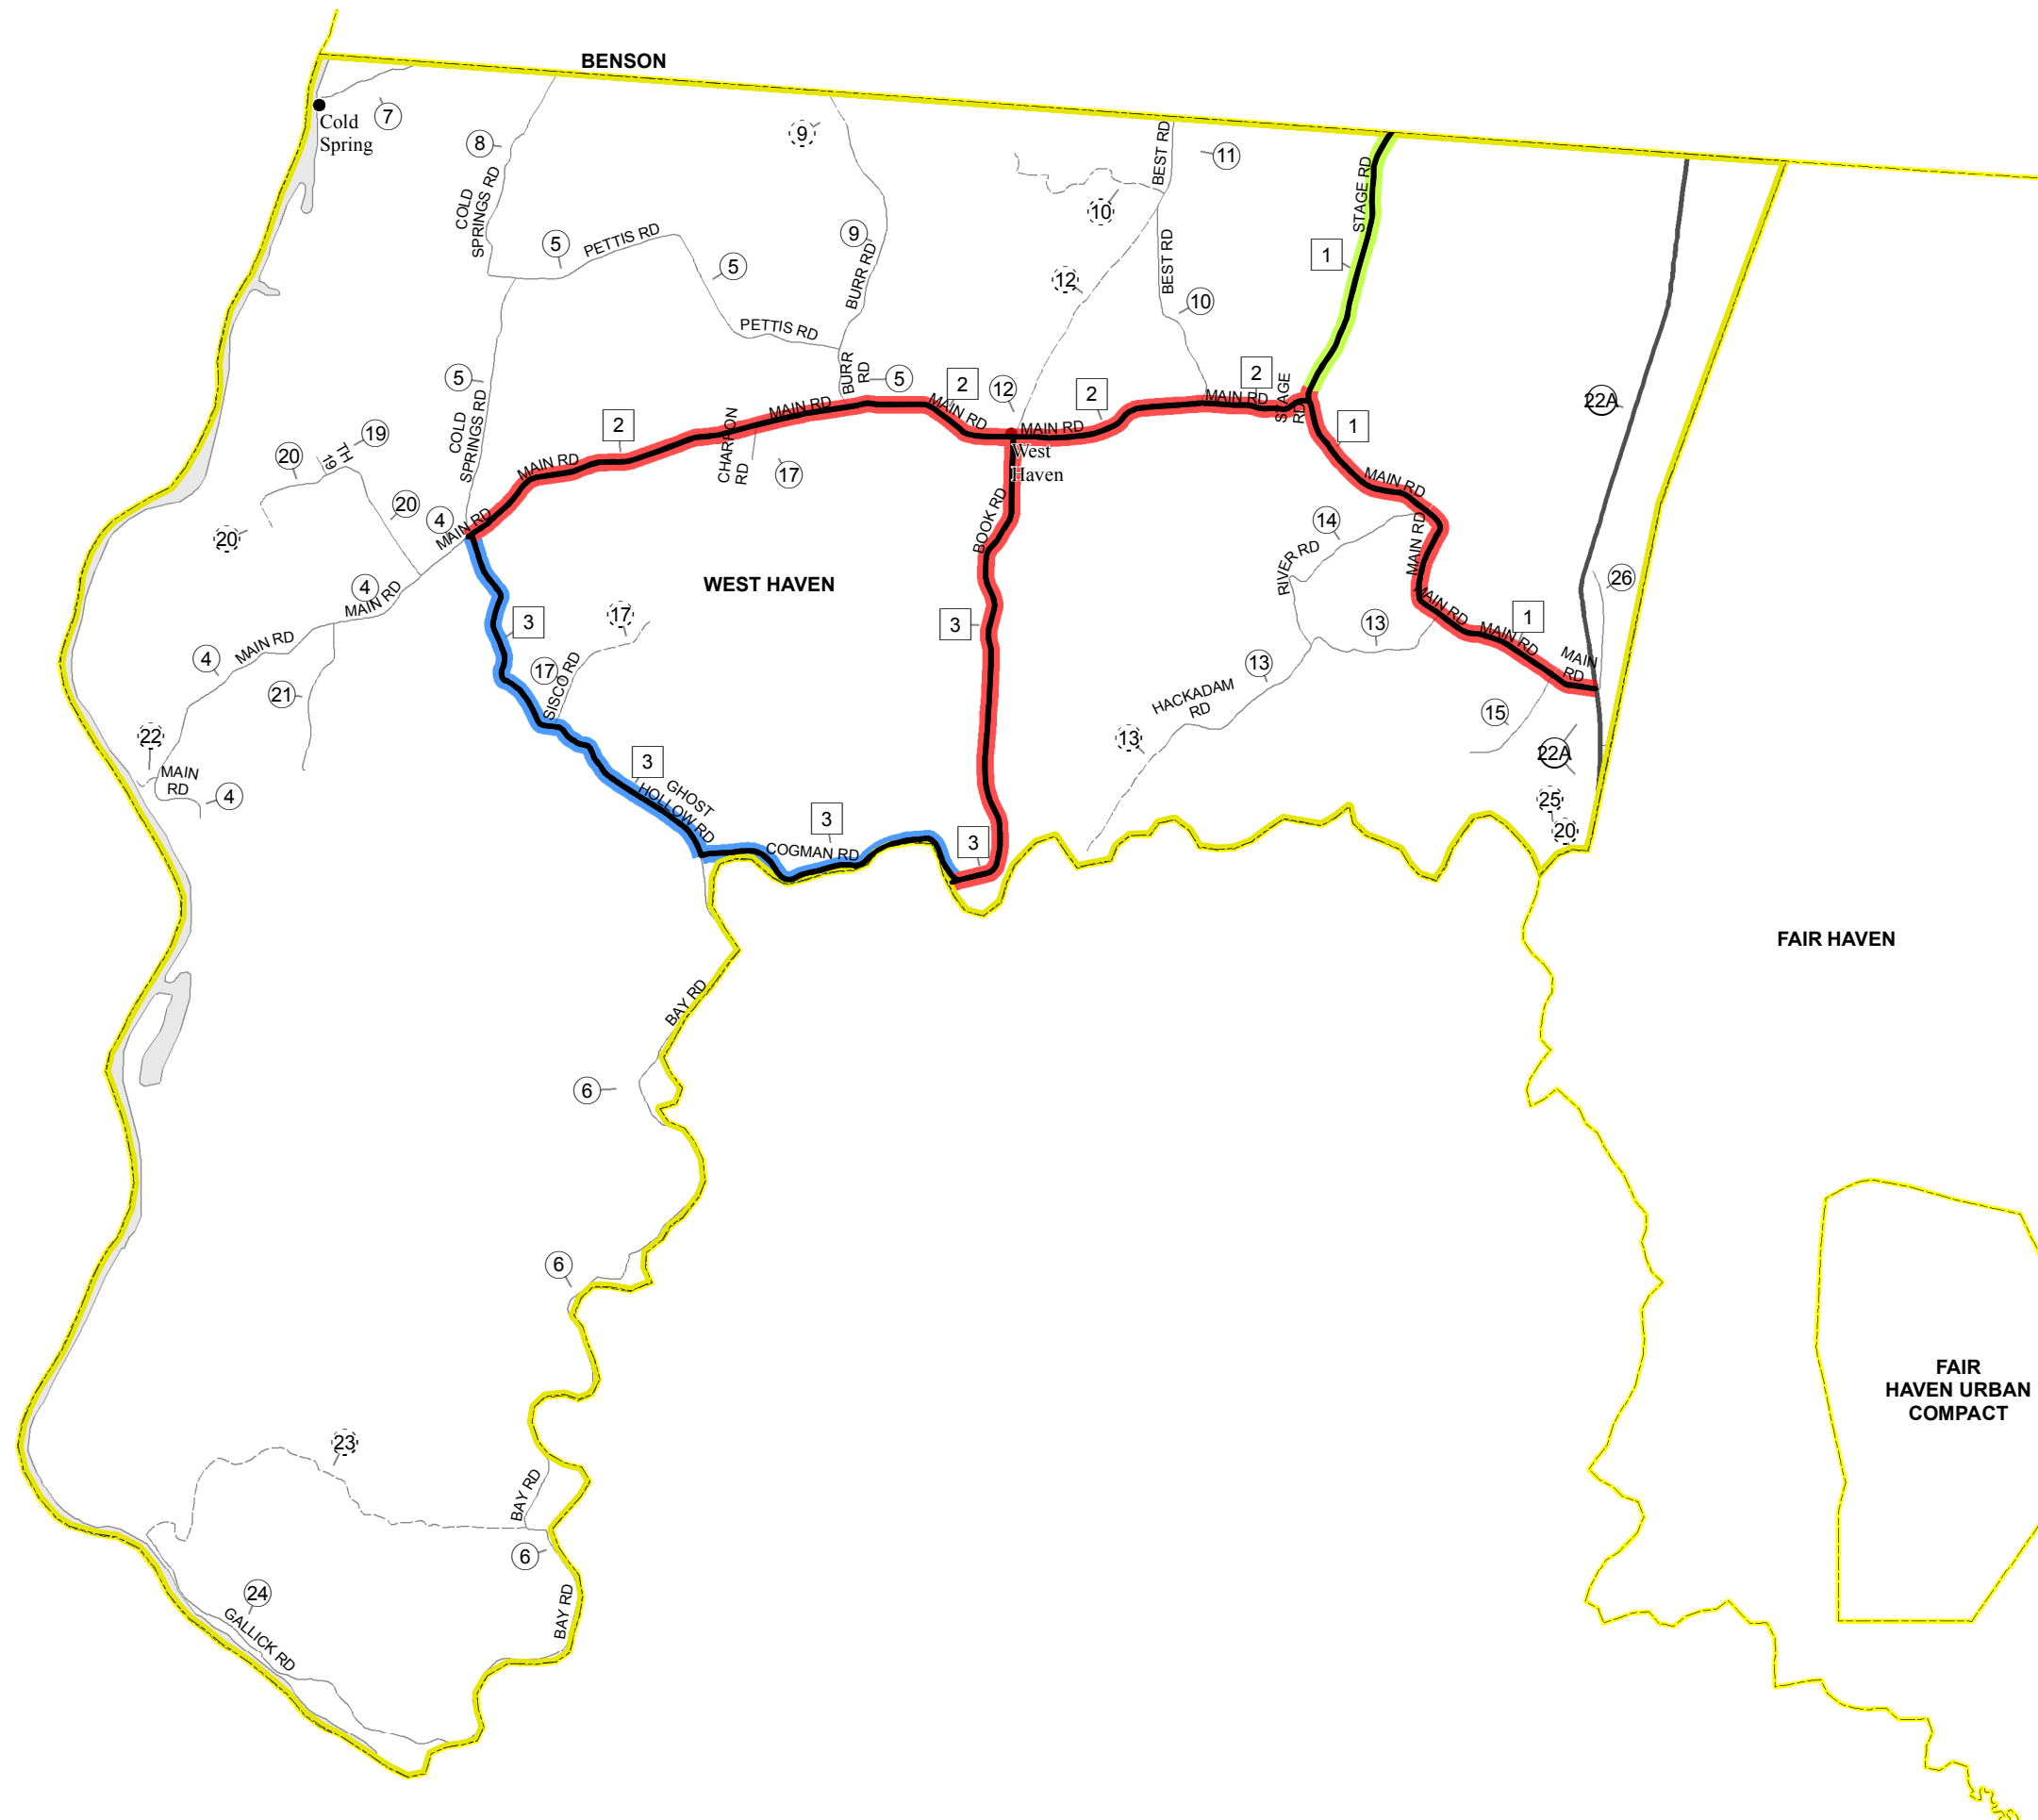 BENSON
Cold
Spring
7
8
9
BEST RD
11
STAGE RD
COLD
SPRINGS RD
10
5
PETTIS RD
9
BURR RD
1
5
12
BEST RD
10
PETTIS RD
5
BURR
RD
5
2
12
2
2
STAGE
RD
22A
COLD
SPRINGS RD
MAIN RD
MAIN RD
MAIN RD
MAIN RD
CHARRON
RD
2
1
19
TH
19
20
West
Haven
17
MAIN RD
MAIN RD
20
4
MAIN RD
BOOK RD
14
20
RIVER RD
MAIN RD
WEST HAVEN
4
MAIN RD
26
3
17
3
13
MAIN RD
1
MAIN RD
MAIN RD
4
17
SISCO RD
13
MAIN
RD
21
HACKADAM
RD
15
22
13
22A
MAIN
RD
4
3
GHOST
HOLLOW RD
25
3
COGMAN RD
3
20
FAIR HAVEN
BAY RD
6
6
FAIR
HAVEN URBAN
COMPACT
23
BAY RD
6
24
GALLICK RD
BAY RD